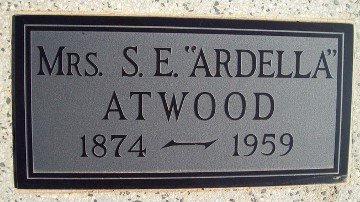 MRS. S.E. "ARDELLA"
ATWOOD
1874 — 1959